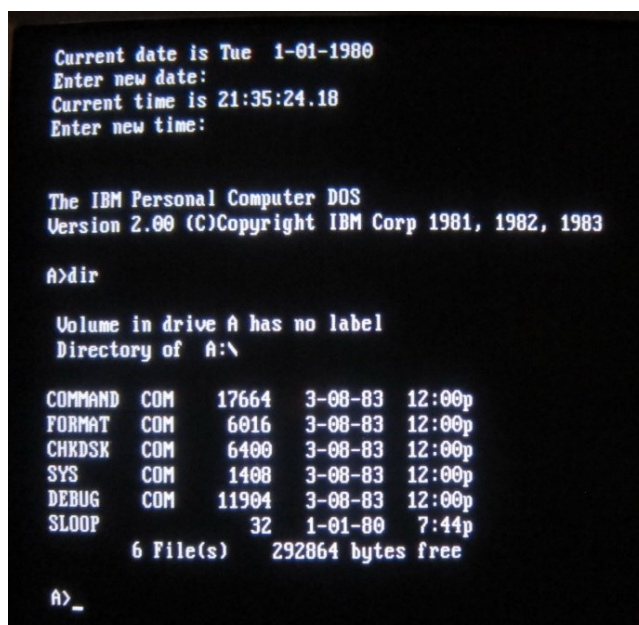 Current date is Tue  1-01-1980
Enter new date:
Current time is 21:35:24.18
Enter new time:
The IBM Personal Computer DOS
Version 2.00 (C)Copyright IBM Corp 1981, 1982, 1983
A>dir
Volume in drive A has no label
Directory of  A:\
COMMAND  COM    17664   3-08-83  12:00p
FORMAT   COM     6016   3-08-83  12:00p
CHKDSK   COM     6400   3-08-83  12:00p
SYS      COM     1408   3-08-83  12:00p
DEBUG    COM    11904   3-08-83  12:00p
SLOOP              32   1-01-80   7:44p
6 File(s)    292864 bytes free
A>_